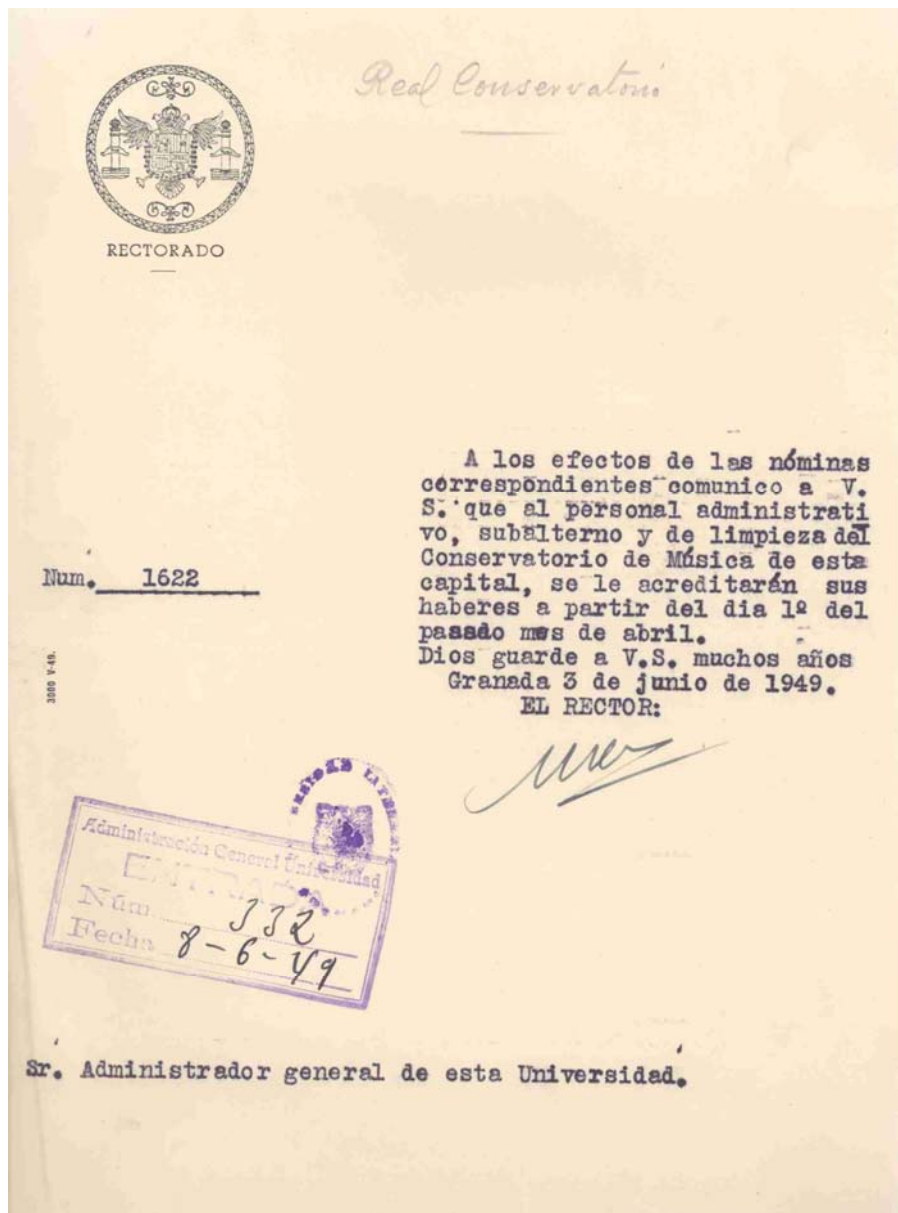 Real Conservatorio
RECTORADO
A los efectos de las nóminas
correspondientes comunico a V.
S. que al personal administrati
vo, subalterno y de limpieza del
Conservatorio de Música de esta
capital, se le acreditarán sus
haberes a partir del dia 1º del
pasado mes de abril.
Dios guarde a V.S. muchos años
Granada 3 de junio de 1949.
EL RECTOR:
Num. 1622
3000 V-49.
Administración General Universidad
ENTRADA
Núm. 332
Fecha 8-6-49
Sr. Administrador general de esta Universidad.